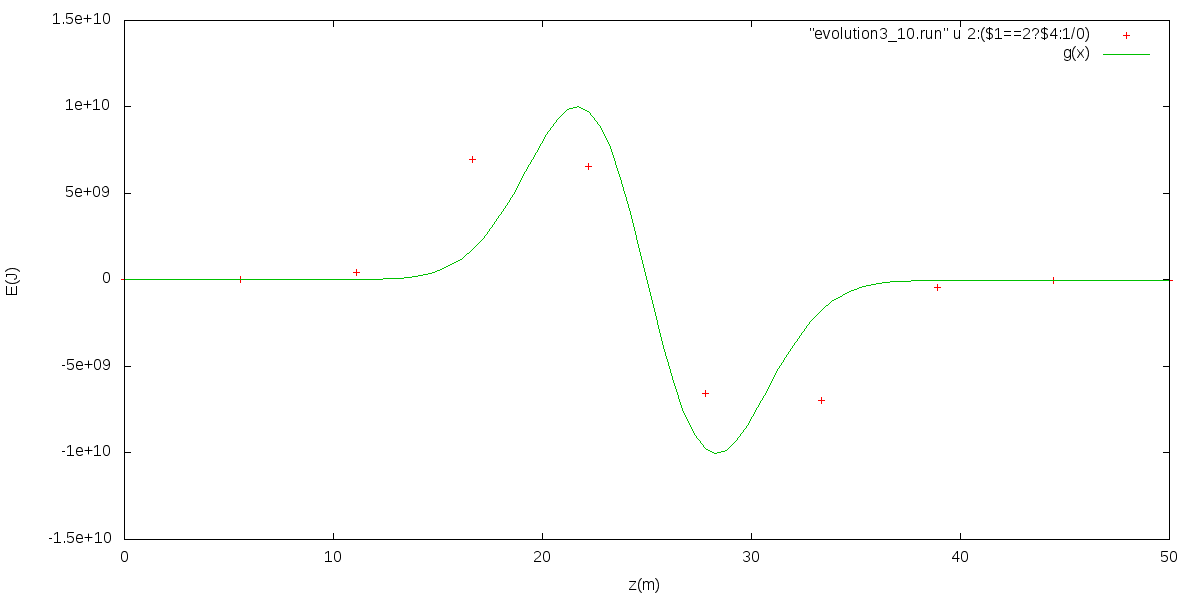 1.5e+10
"evolution3_10.run" u 2:($1==2?$4:1/0)
g(x)
1e+10
5e+09
0
-5e+09
-1e+10
-1.5e+10
E(J)
0 10 20 30 40 50
z(m)